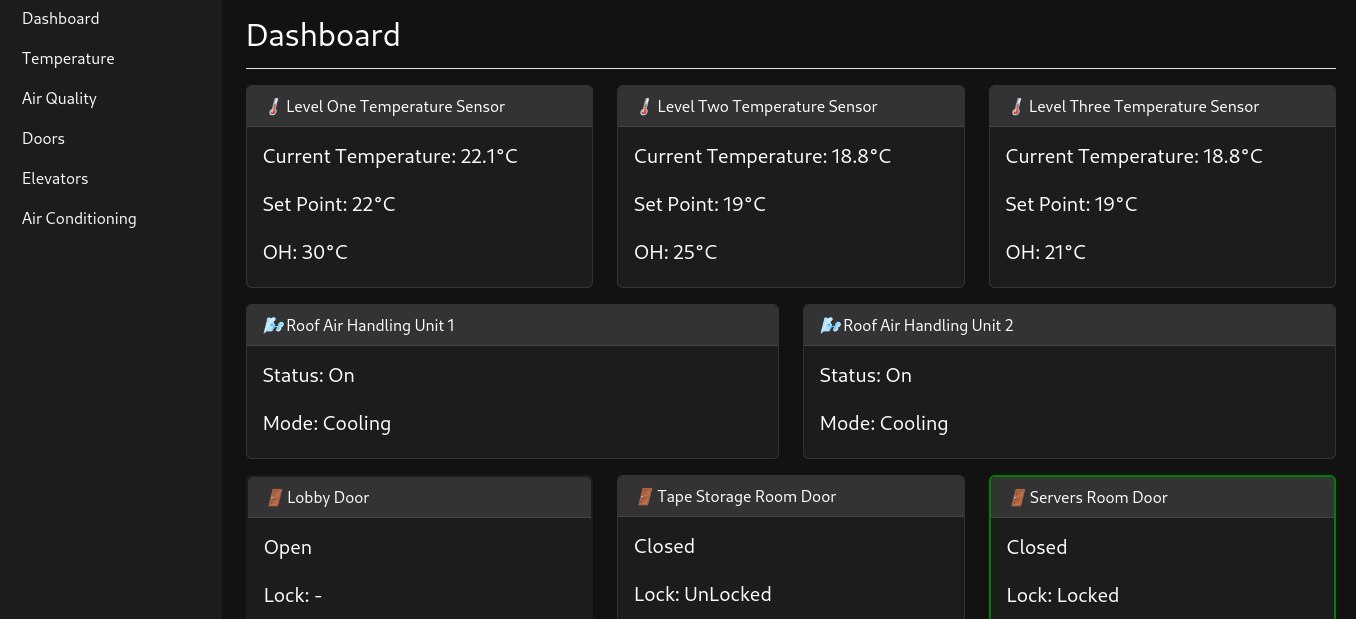 Dashboard
Temperature
Air Quality
Doors
Elevators
Air Conditioning
Dashboard
Level One Temperature Sensor
Current Temperature: 22.1°C
Set Point: 22°C
OH: 30°C
Level Two Temperature Sensor
Current Temperature: 18.8°C
Set Point: 19°C
OH: 25°C
Level Three Temperature Sensor
Current Temperature: 18.8°C
Set Point: 19°C
OH: 21°C
Roof Air Handling Unit 1
Status: On
Mode: Cooling
Roof Air Handling Unit 2
Status: On
Mode: Cooling
Lobby Door
Open
Lock: -
Tape Storage Room Door
Closed
Lock: UnLocked
Servers Room Door
Closed
Lock: Locked